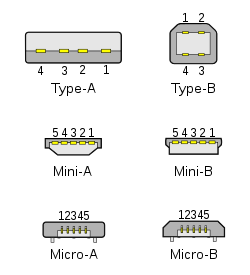 1 2
4 3 2 1
4 3
Type-A Type-B
5 4 3 2 1 5 4 3 2 1
Mini-A Mini-B
12345 12345
Micro-A Micro-B